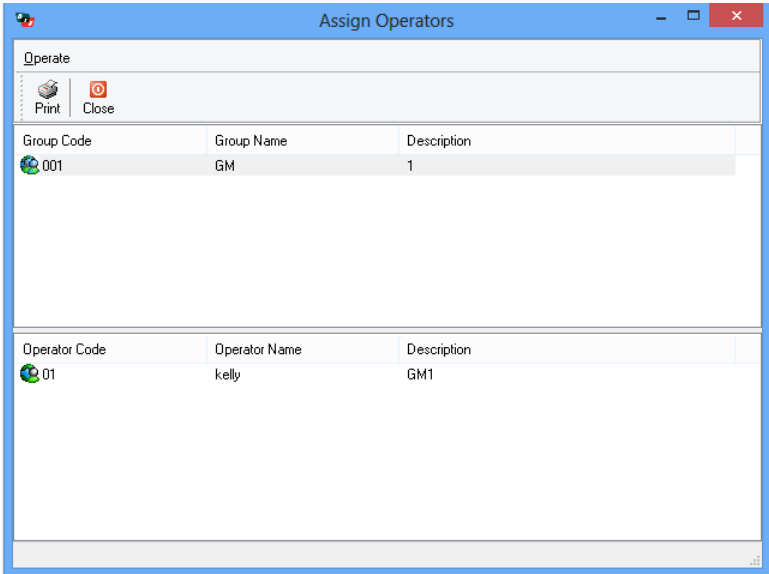 Assign Operators
Operate
Print Close
Group Code Group Name Description
001 GM 1
Operator Code Operator Name Description
01 kelly GM1